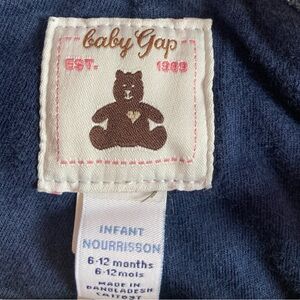 baby Gap
EST. 1969
INFANT
NOURRISSON
6-12 months
6-12 mois
MADE IN
BANGLADESH